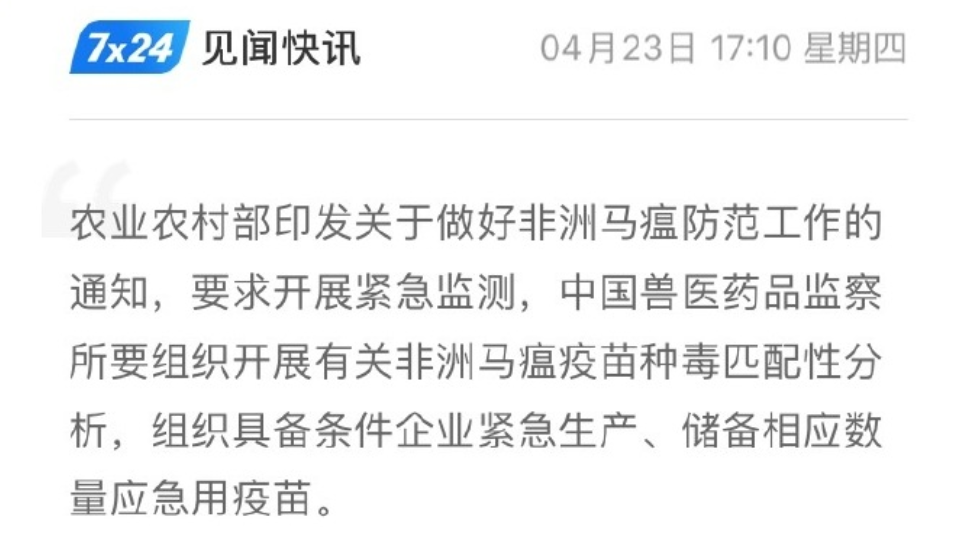 7x24 见闻快讯 04月23日 17:10 星期四
农业农村部印发关于做好非洲马瘟防范工作的
通知，要求开展紧急监测，中国兽医药品监察
所要组织开展有关非洲马瘟疫苗种毒匹配性分
析，组织具备条件企业紧急生产、储备相应数
量应急用疫苗。